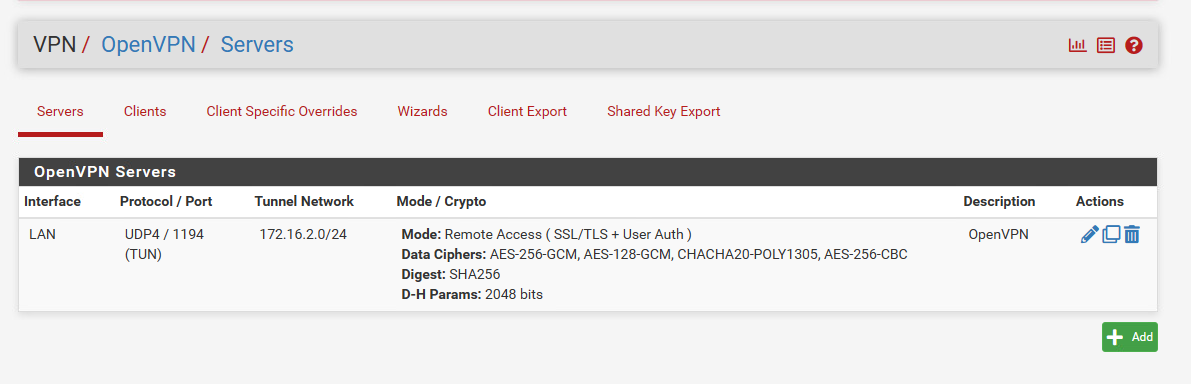 VPN / OpenVPN / Servers
Servers Clients Client Specific Overrides Wizards Client Export Shared Key Export
OpenVPN Servers
Interface Protocol / Port Tunnel Network Mode / Crypto Description Actions
LAN UDP4 / 1194 172.16.2.0/24 Mode: Remote Access ( SSL/TLS + User Auth ) OpenVPN
(TUN) Data Ciphers: AES-256-GCM, AES-128-GCM, CHACHA20-POLY1305, AES-256-CBC
Digest: SHA256
D-H Params: 2048 bits
Add